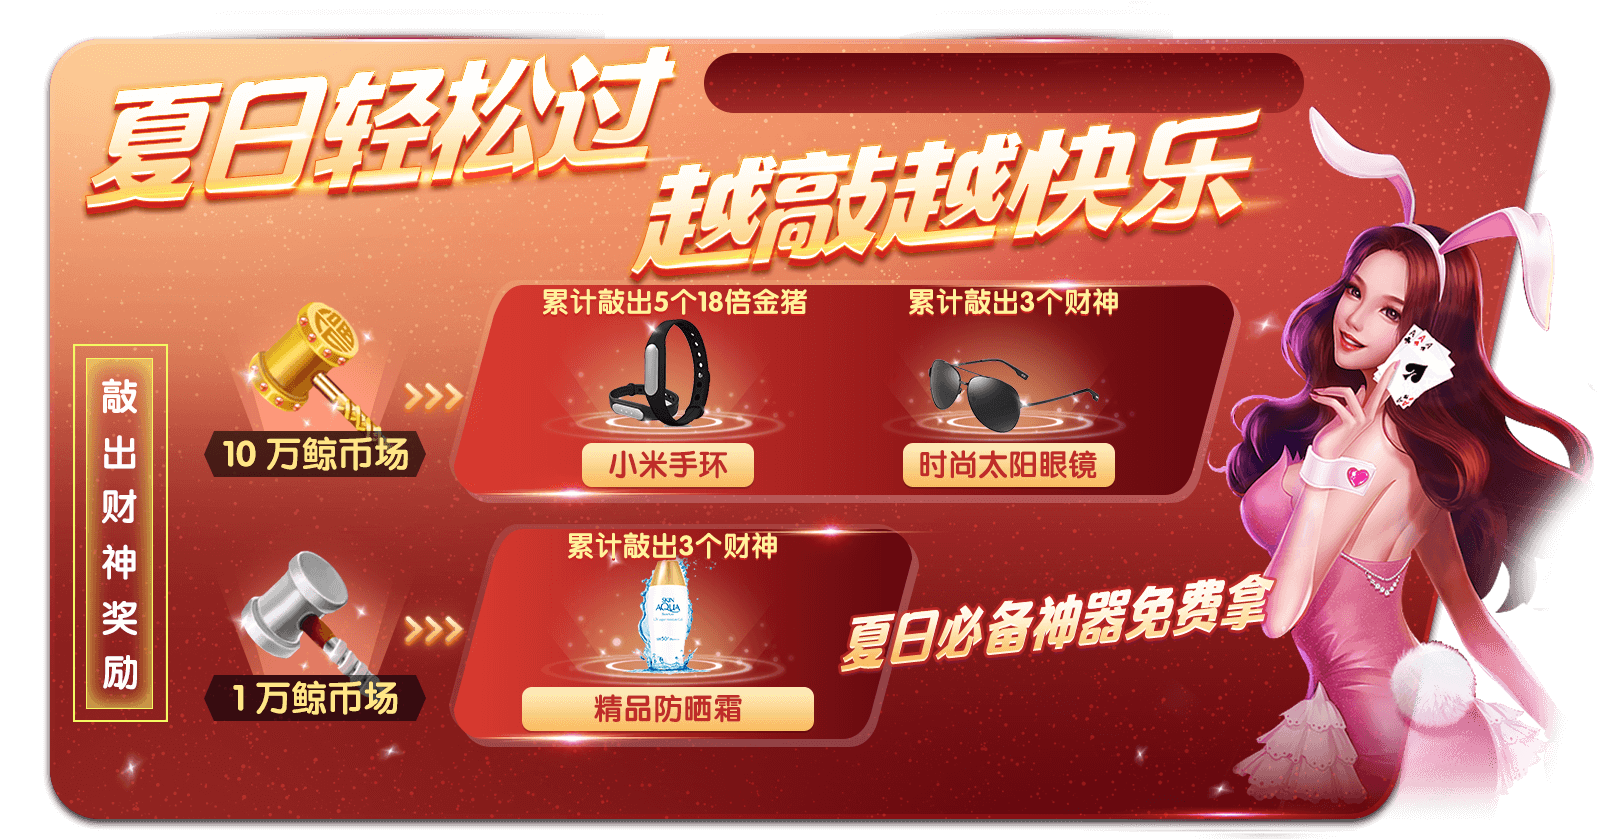 夏日轻松过
越敲越快乐
敲出财神奖励
10 万鲸币场
累计敲出5个18倍金猪
小米手环
累计敲出3个财神
时尚太阳眼镜
1 万鲸币场
累计敲出3个财神
SKIN
AQUA
精品防晒霜
夏日必备神器免费拿
A
A
A